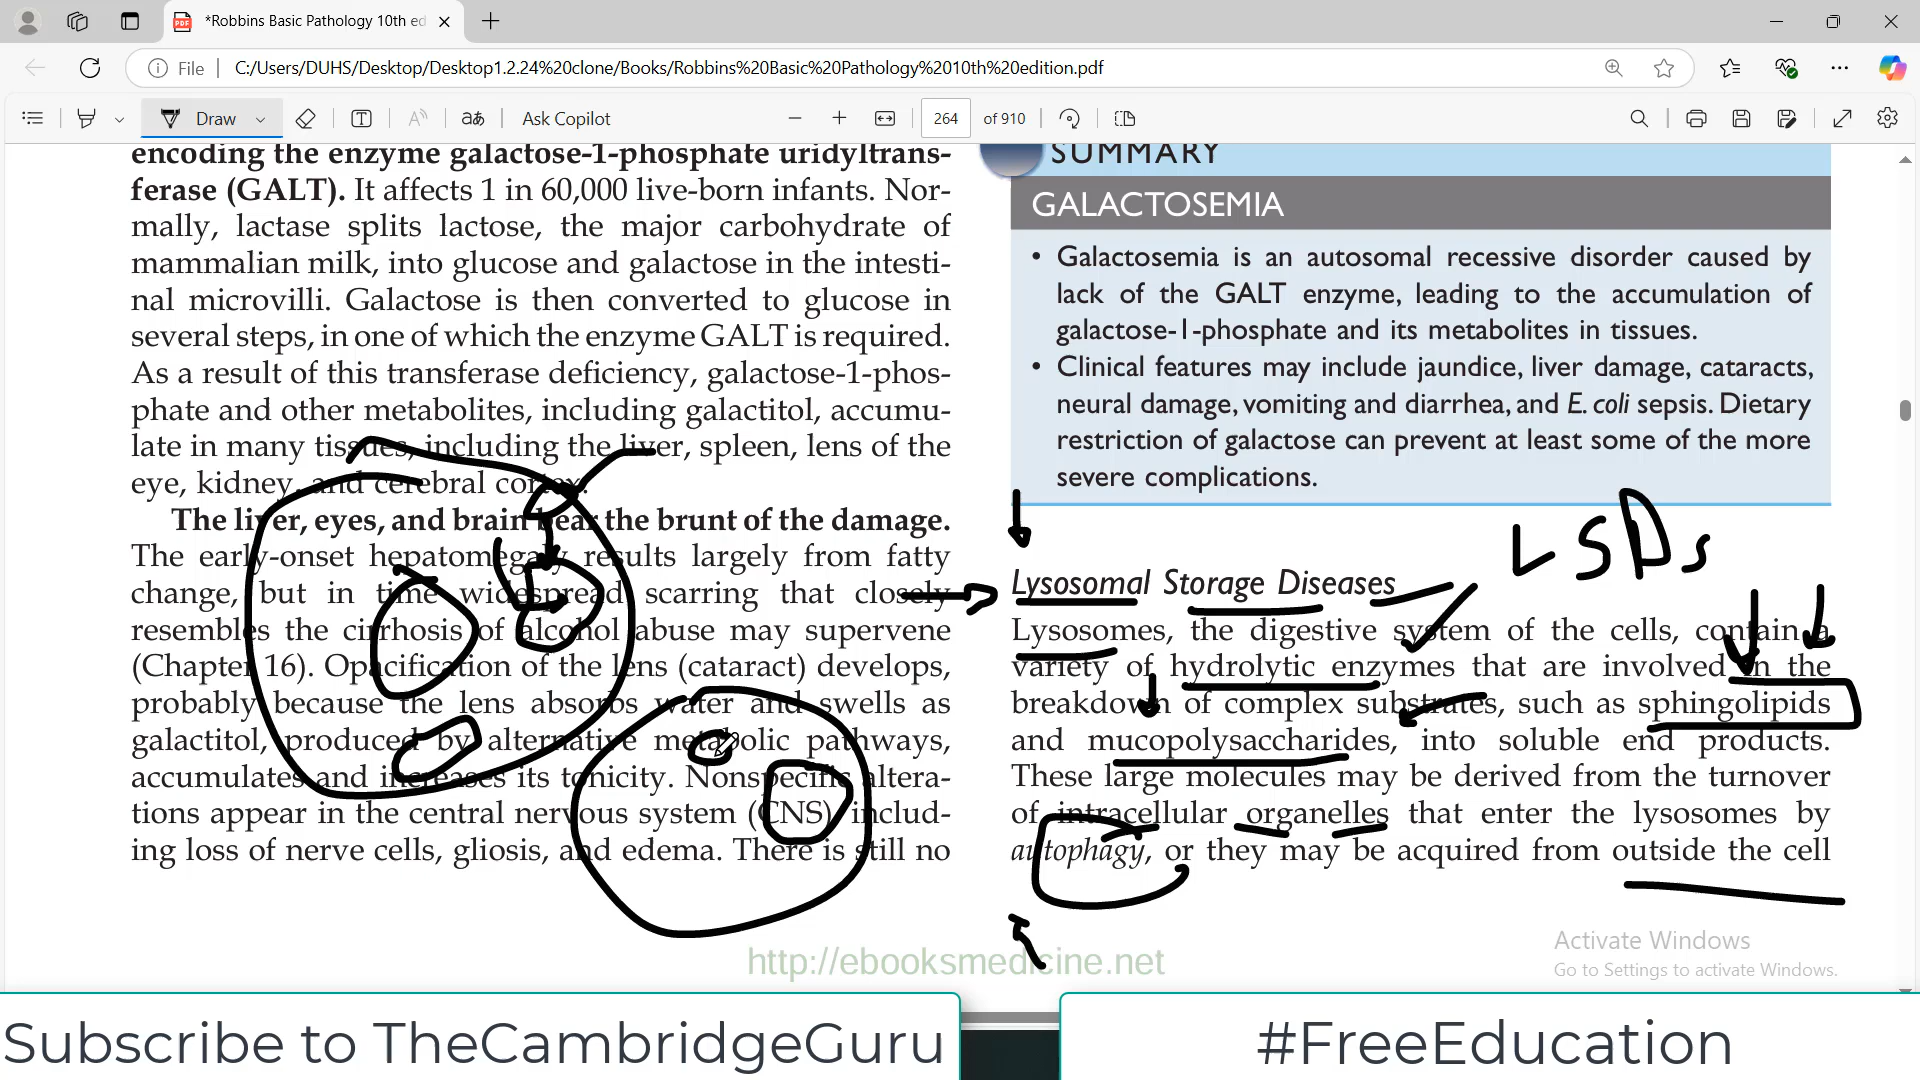 *Robbins Basic Pathology 10th ed
File
C:/Users/DUHS/Desktop/Desktop1.2.24%20clone/Books/Robbins%20Basic%20Pathology%2010th%20edition.pdf
Draw
Ask Copilot
264 of 910
encoding the enzyme galactose-1-phosphate uridyltrans-
ferase (GALT). It affects 1 in 60,000 live-born infants. Nor-
mally, lactase splits lactose, the major carbohydrate of
mammalian milk, into glucose and galactose in the intesti-
nal microvilli. Galactose is then converted to glucose in
several steps, in one of which the enzyme GALT is required.
As a result of this transferase deficiency, galactose-1-phos-
phate and other metabolites, including galactitol, accumu-
late in many tissues, including the liver, spleen, lens of the
eye, kidney, and cerebral cortex.
The liver, eyes, and brain bear the brunt of the damage.
The early-onset hepatomegaly results largely from fatty
change, but in time widespread scarring that closely
resembles the cirrhosis of alcohol abuse may supervene
(Chapter 16). Opacification of the lens (cataract) develops,
probably because the lens absorbs water and swells as
galactitol, produced by alternative metabolic pathways,
accumulates and increases its tonicity. Nonspecific altera-
tions appear in the central nervous system (CNS), includ-
ing loss of nerve cells, gliosis, and edema. There is still no
SUMMARY
GALACTOSEMIA
• Galactosemia is an autosomal recessive disorder caused by
lack of the GALT enzyme, leading to the accumulation of
galactose-1-phosphate and its metabolites in tissues.
• Clinical features may include jaundice, liver damage, cataracts,
neural damage, vomiting and diarrhea, and E. coli sepsis. Dietary
restriction of galactose can prevent at least some of the more
severe complications.
LSDs
Lysosomal Storage Diseases
Lysosomes, the digestive system of the cells, contain a
variety of hydrolytic enzymes that are involved in the
breakdown of complex substrates, such as sphingolipids
and mucopolysaccharides, into soluble end products.
These large molecules may be derived from the turnover
of intracellular organelles that enter the lysosomes by
autophagy, or they may be acquired from outside the cell
http://ebooksmedicine.net
Activate Windows
Go to Settings to activate Windows.
Subscribe to TheCambridgeGuru
#FreeEducation